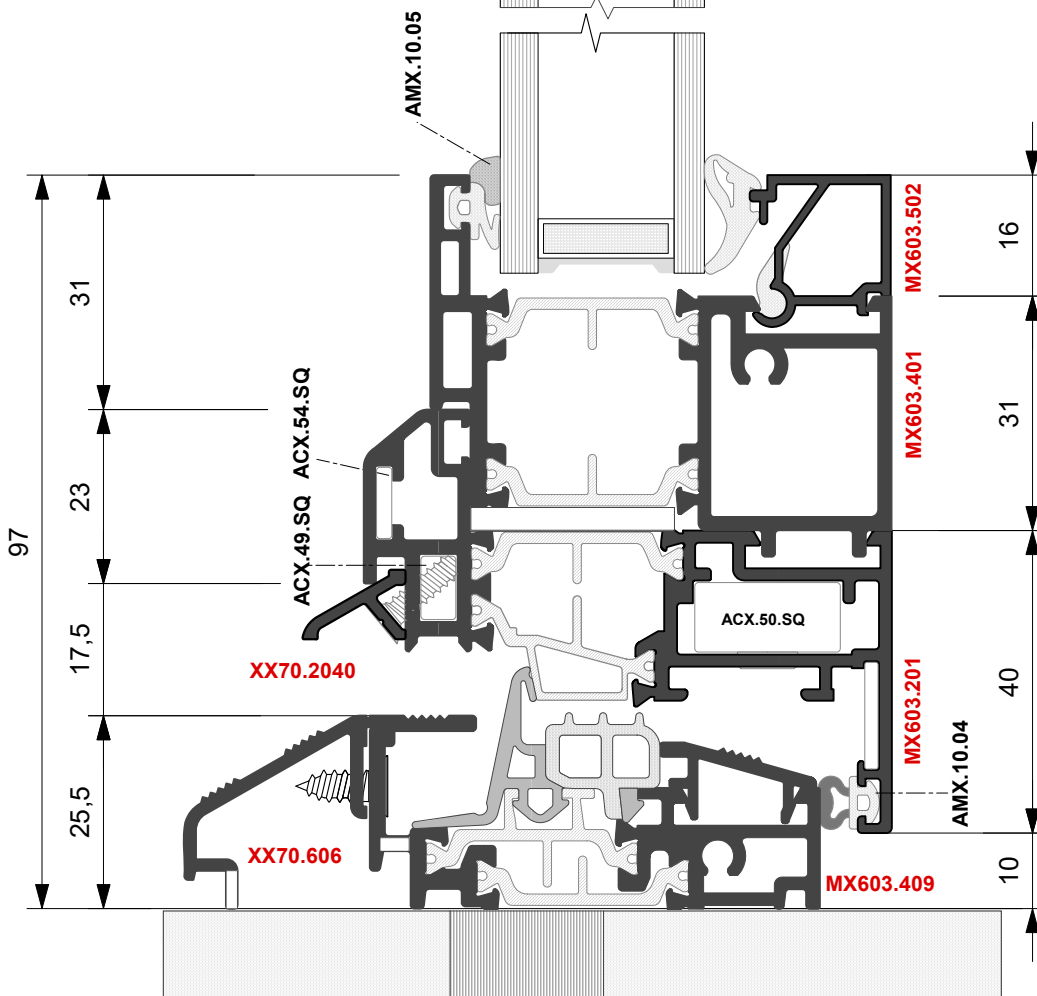 AMX.10.05
MX603.502
16
31
MX603.401
31
ACX.54.SQ
23
ACX.49.SQ
97
ACX.50.SQ
17,5
XX70.2040
40
MX603.201
AMX.10.04
25,5
XX70.606
MX603.409
10